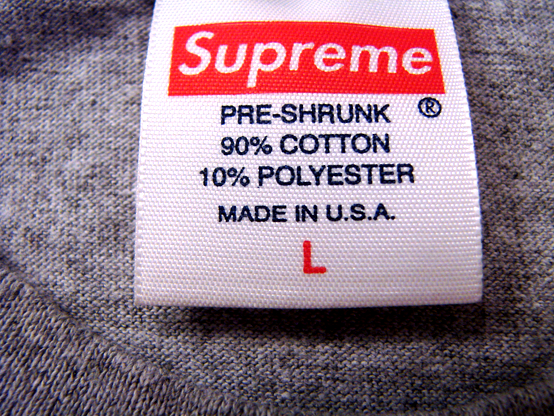 Supreme
PRE-SHRUNK ®
90% COTTON
10% POLYESTER
MADE IN U.S.A.
L